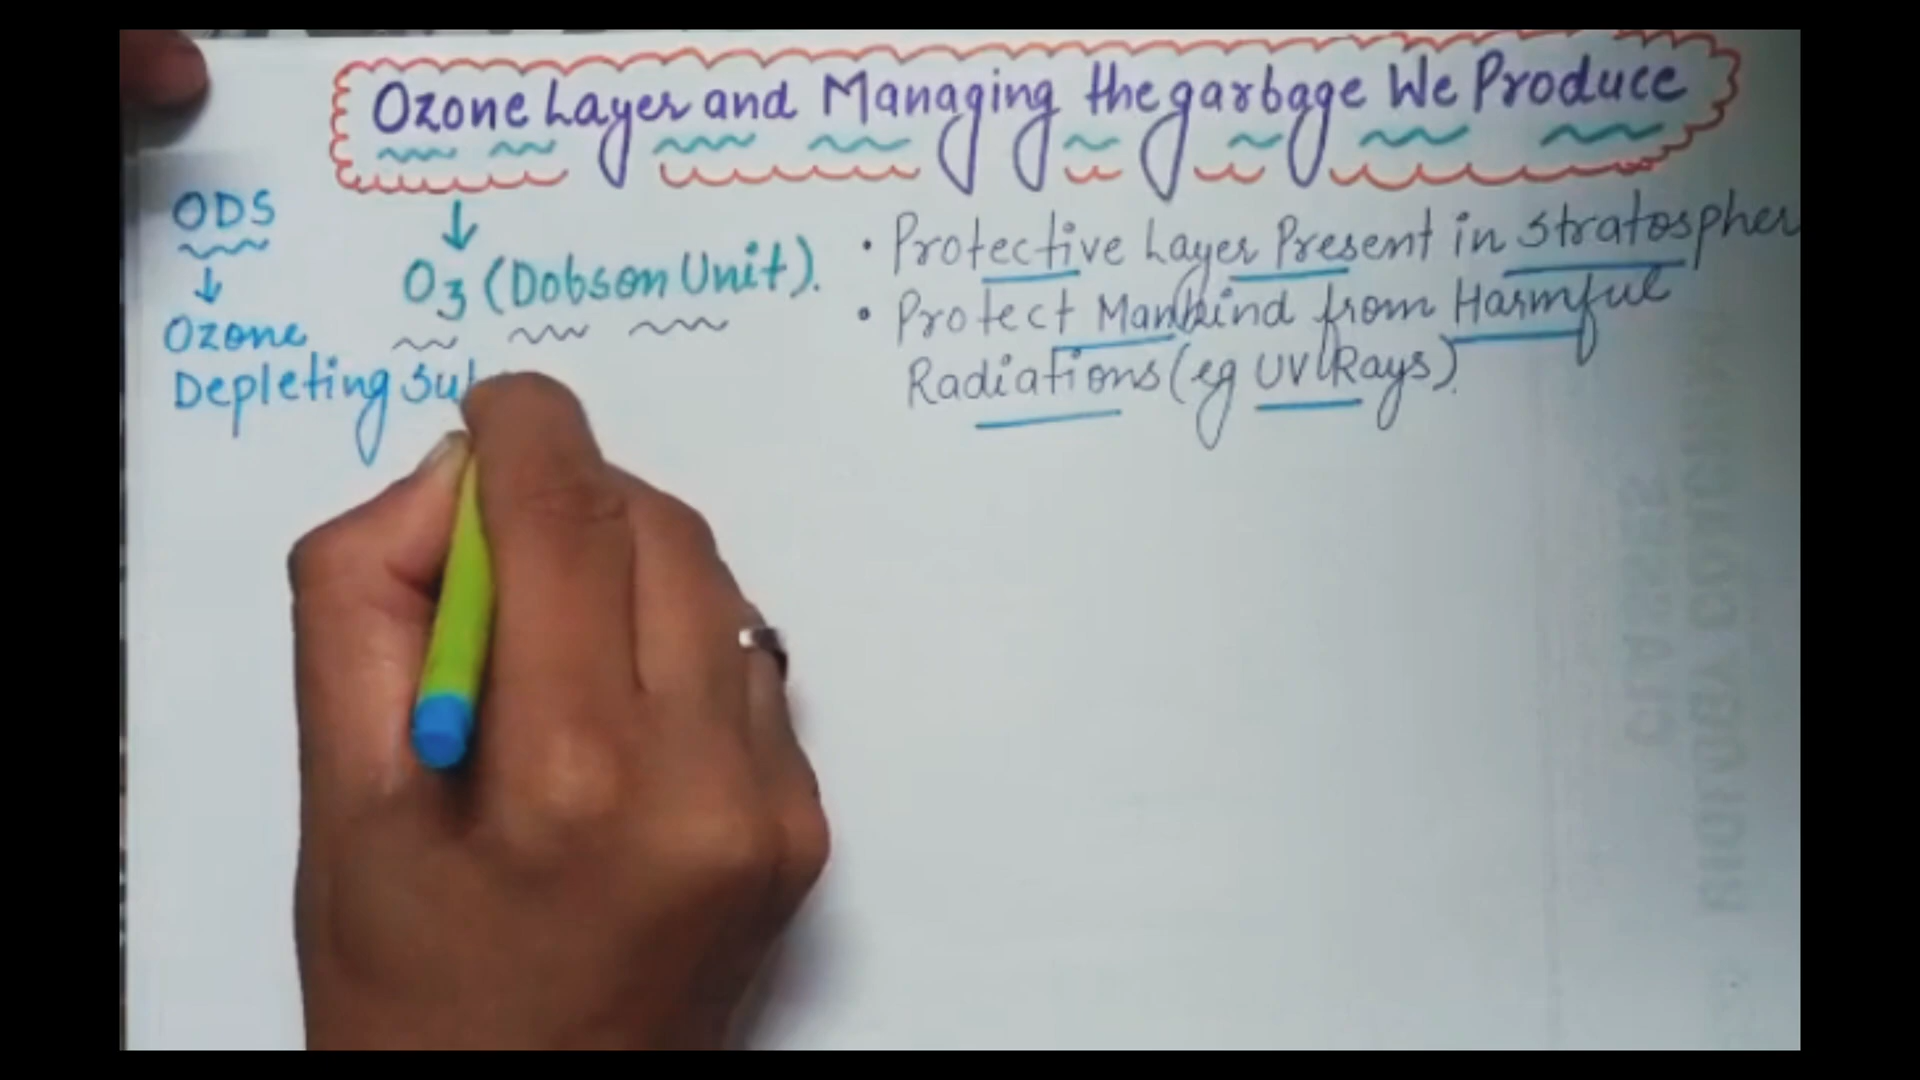 Ozone Layer and Managing the garbage We Produce
ODS
↓
Ozone
Depleting Sub
↓
O3 (Dobson Unit).
• Protective Layer Present in Stratospher
• Protect Mankind from Harmful
Radiations (eg UV Rays).